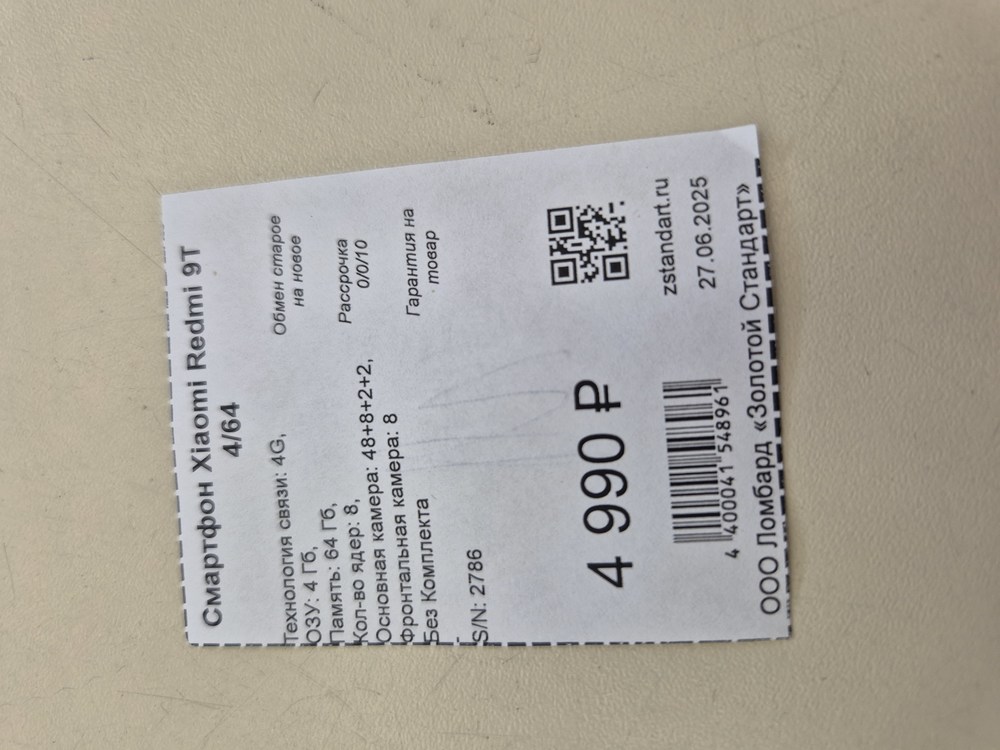 Смартфон Xiaomi Redmi 9T
4/64
Технология связи: 4G,
ОЗУ: 4 Гб,
Память: 64 Гб,
Кол-во ядер: 8,
Основная камера: 48+8+2+2,
Фронтальная камера: 8
Без Комплекта
-
S/N: 2786
Обмен старое
на новое
Рассрочка
0/0/10
Гарантия на
товар
4 990 ₽
4 400041 548961
zstandart.ru
27.06.2025
ООО Ломбард «Золотой Стандарт»